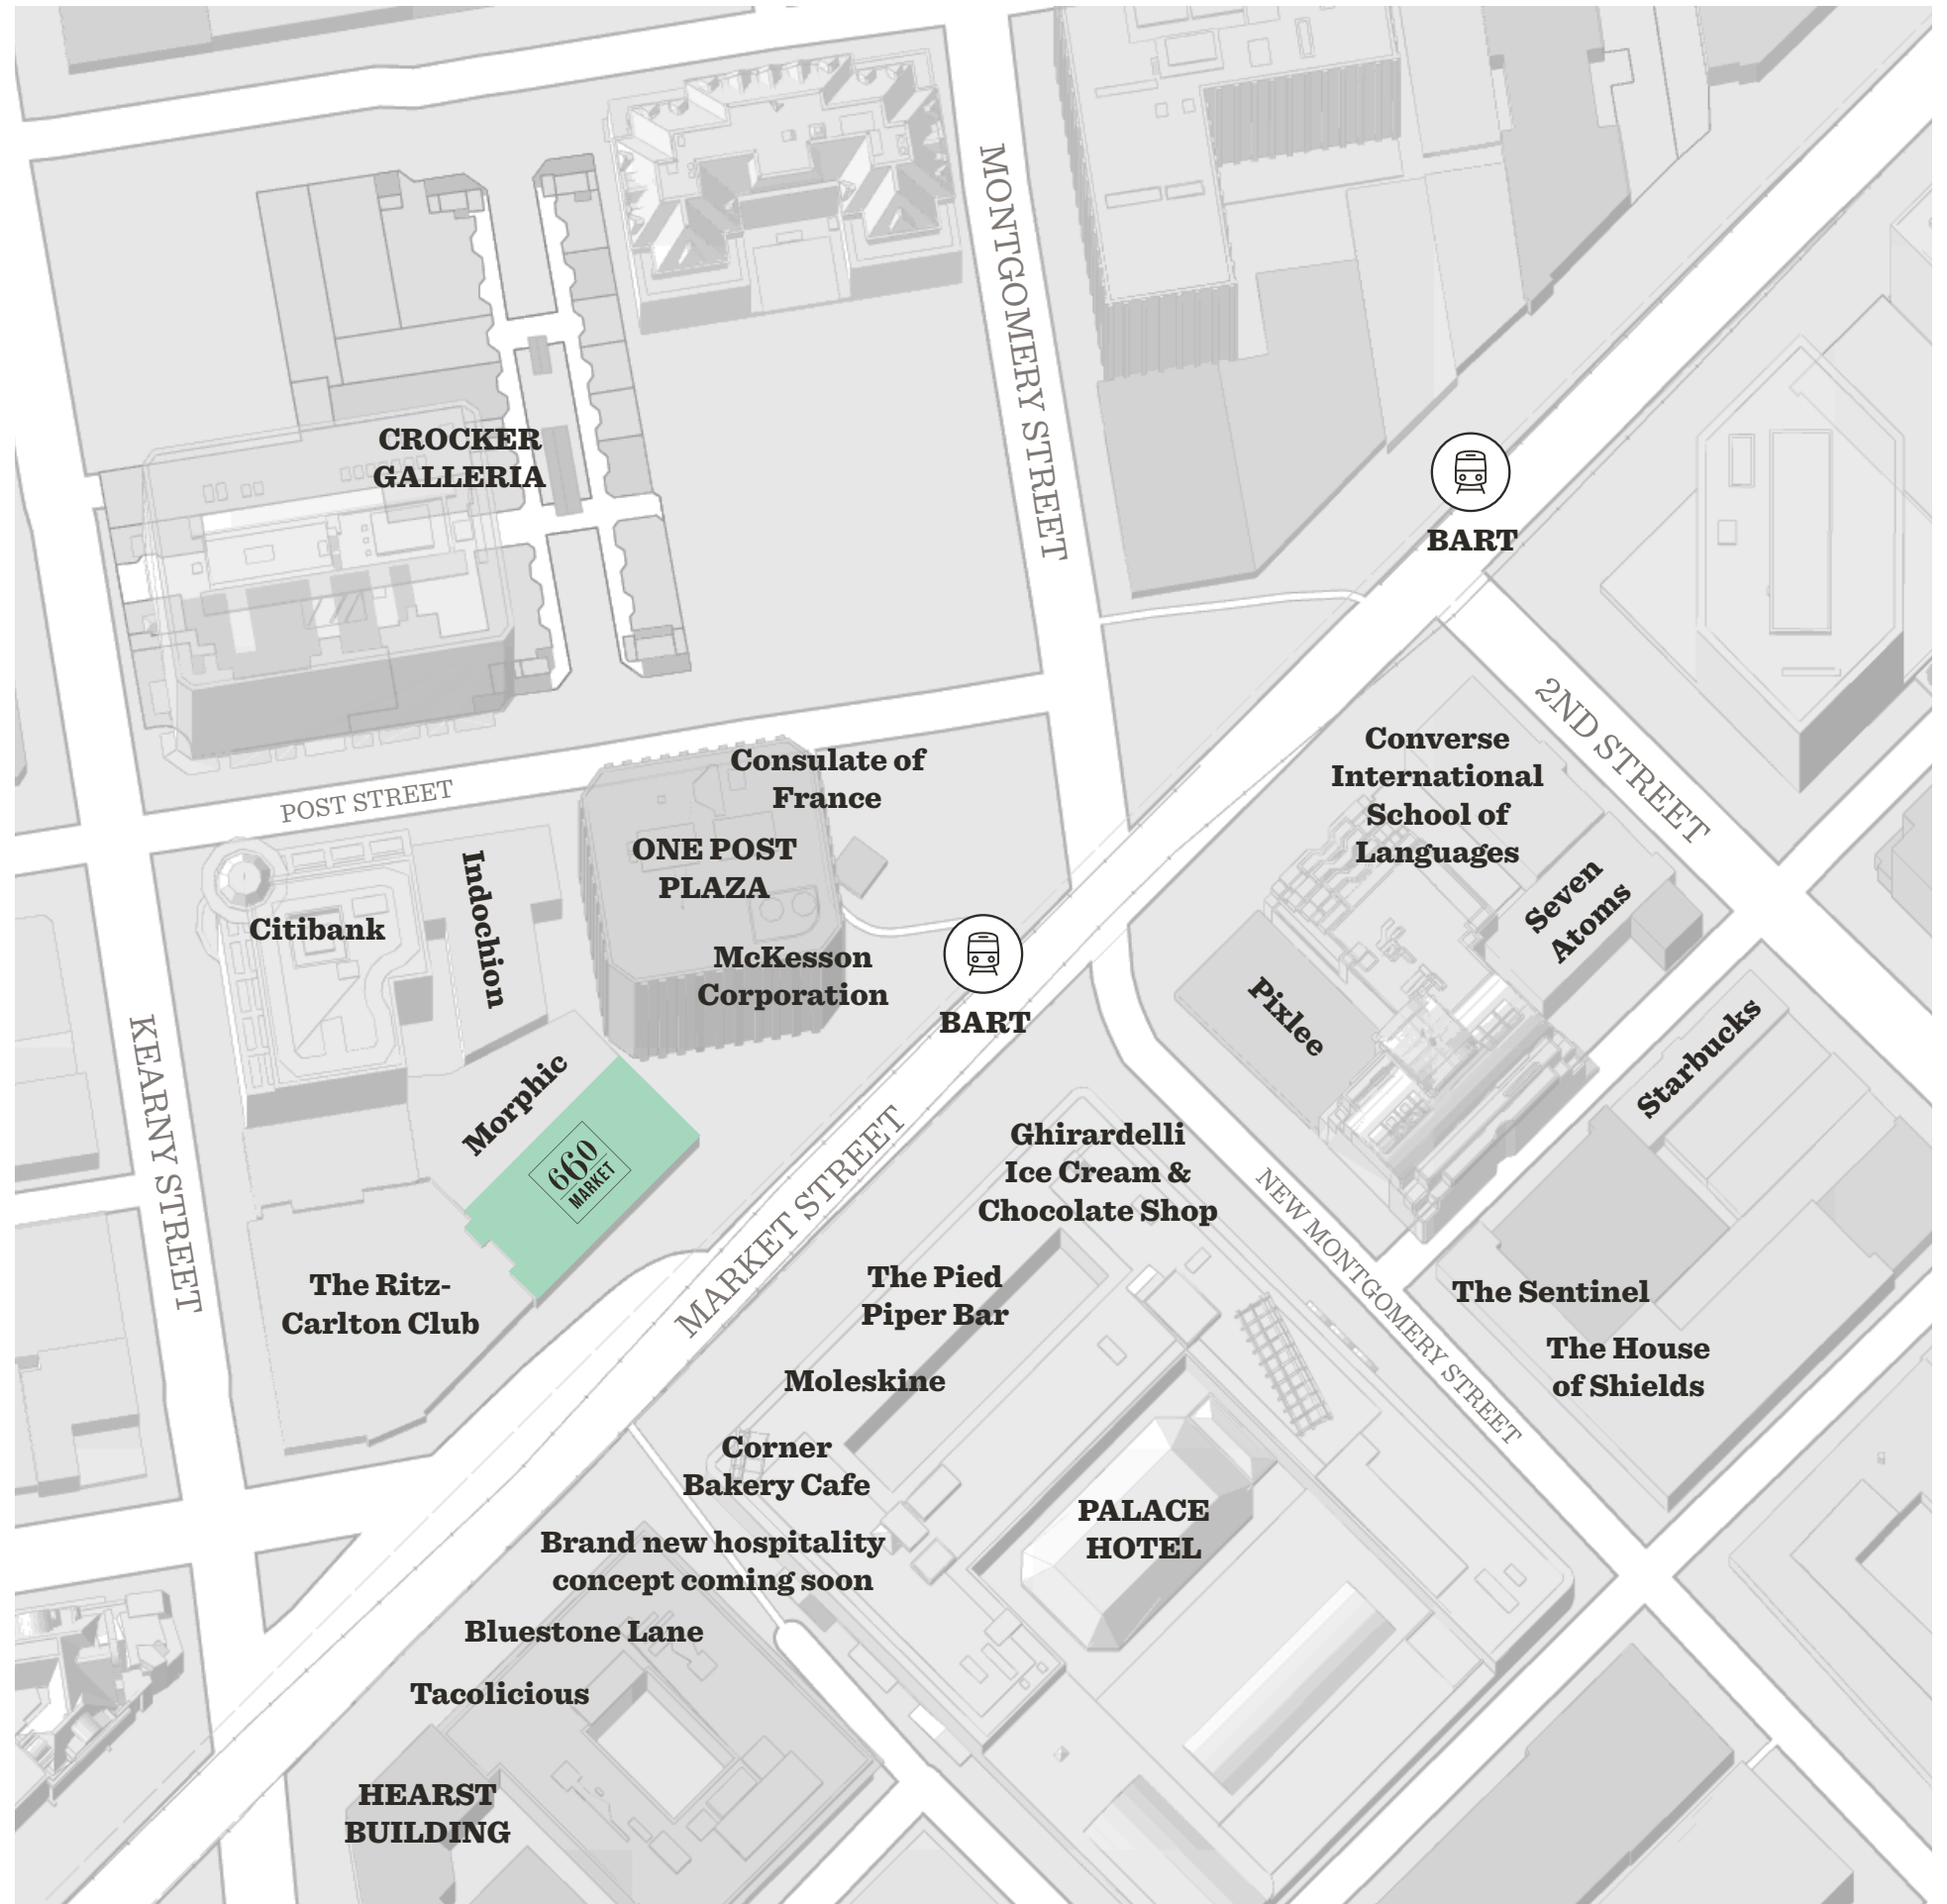 MONTGOMERY STREET
CROCKER
GALLERIA
BART
2ND STREET
Consulate of
France
POST STREET
Converse
International
School of
Languages
ONE POST
PLAZA
Indochion
Citibank
Seven
Atoms
McKesson
Corporation
BART
Pixlee
Starbucks
KEARNY STREET
Morphic
660
MARKET
MARKET STREET
Ghirardelli
Ice Cream &
Chocolate Shop
NEW MONTGOMERY STREET
The Ritz-
Carlton Club
The Pied
Piper Bar
The Sentinel
The House
of Shields
Moleskine
Corner
Bakery Cafe
PALACE
HOTEL
Brand new hospitality
concept coming soon
Bluestone Lane
Tacolicious
HEARST
BUILDING